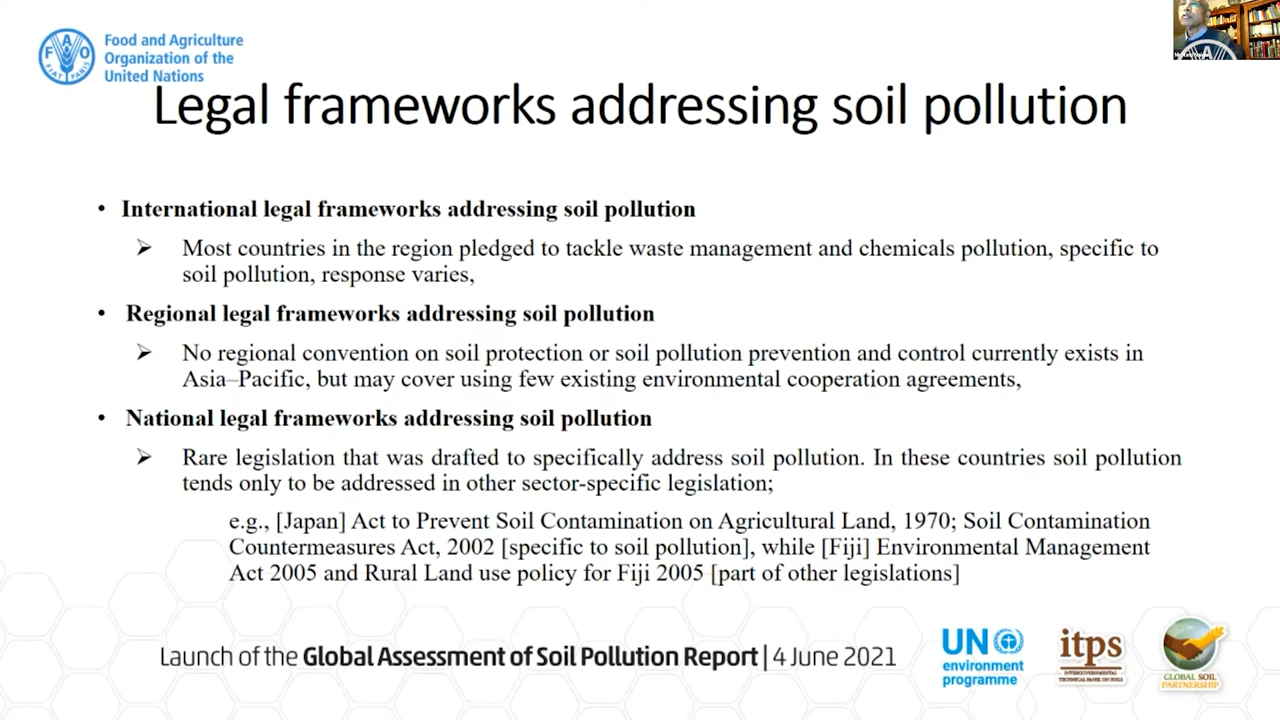 Food and Agriculture
Organization of the
United Nations
F A O
FIAT PANIS
Legal frameworks addressing soil pollution
• International legal frameworks addressing soil pollution
➢ Most countries in the region pledged to tackle waste management and chemicals pollution, specific to
soil pollution, response varies,
• Regional legal frameworks addressing soil pollution
➢ No regional convention on soil protection or soil pollution prevention and control currently exists in
Asia–Pacific, but may cover using few existing environmental cooperation agreements,
• National legal frameworks addressing soil pollution
➢ Rare legislation that was drafted to specifically address soil pollution. In these countries soil pollution
tends only to be addressed in other sector-specific legislation;
e.g., [Japan] Act to Prevent Soil Contamination on Agricultural Land, 1970; Soil Contamination
Countermeasures Act, 2002 [specific to soil pollution], while [Fiji] Environmental Management
Act 2005 and Rural Land use policy for Fiji 2005 [part of other legislations]
Launch of the Global Assessment of Soil Pollution Report | 4 June 2021
UN
environment
programme
itps
INTERGOVERNMENTAL
TECHNICAL PANEL ON SOILS
GLOBAL SOIL
PARTNERSHIP